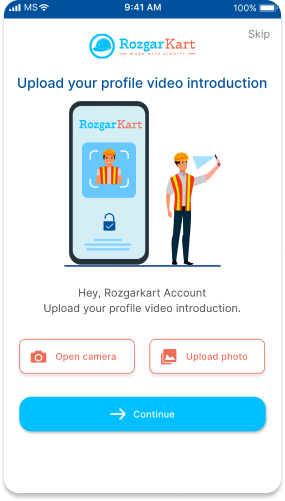 MS 9:41 AM 100%
Skip
RozgarKart
WORK WITH DIGNITY
Upload your profile video introduction
RozgarKart
Hey, Rozgarkart Account
Upload your profile video introduction.
Open camera Upload photo
Continue